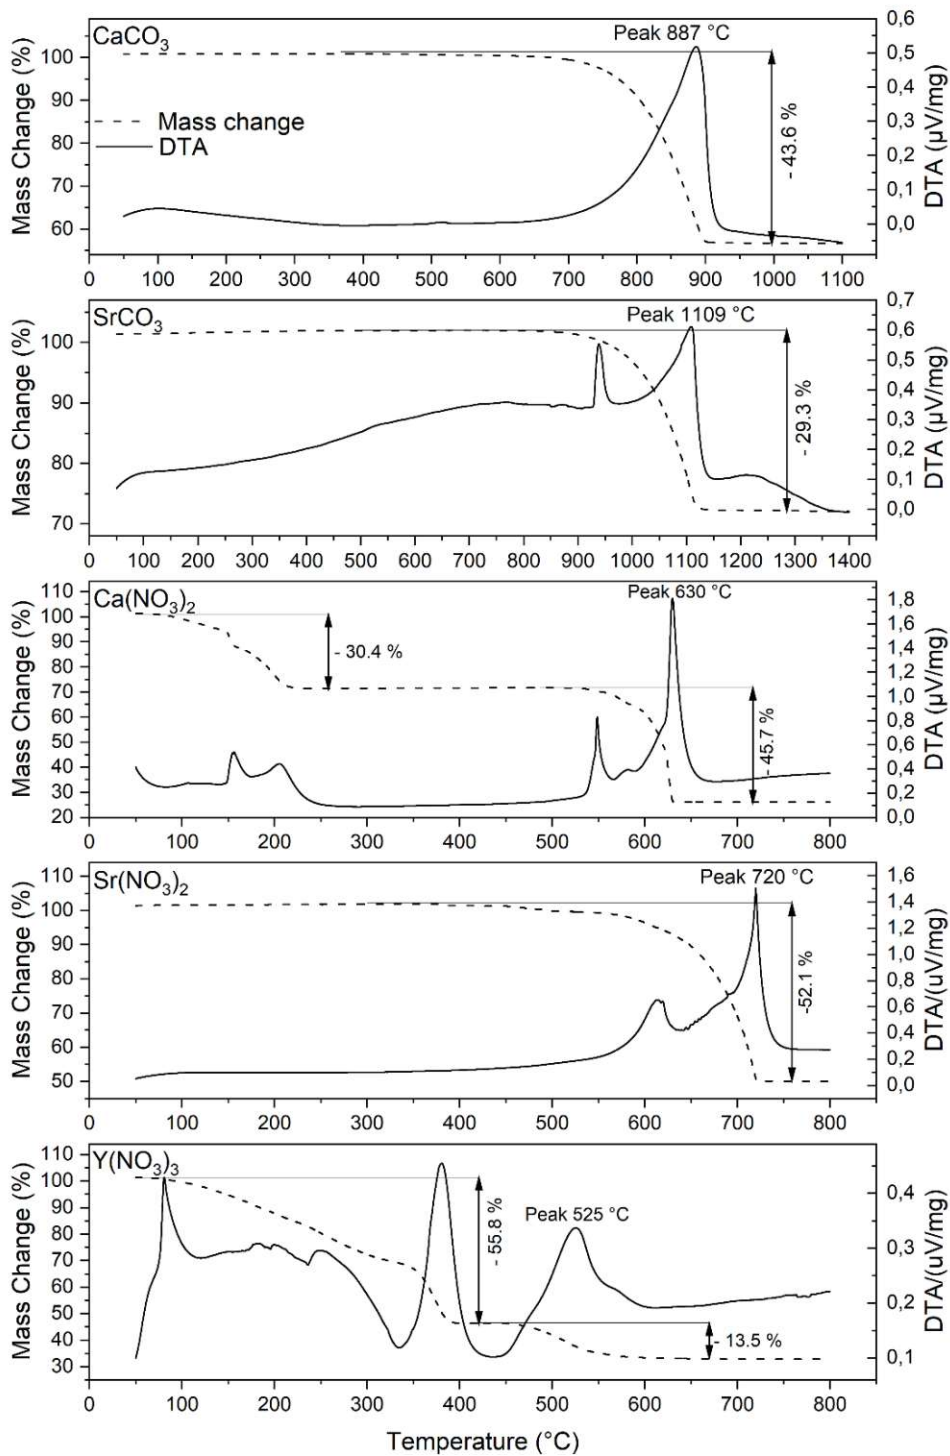 CaCO3
Peak 887 °C
Mass Change (%)
100
90
80
70
60
Mass change
DTA
- 43.6 %
0,6
0,5
0,4
0,3
0,2
0,1
0,0
DTA (µV/mg)
0 100 200 300 400 500 600 700 800 900 1000 1100
SrCO3
Peak 1109 °C
Mass Change (%)
100
90
80
70
- 29.3 %
0,7
0,6
0,5
0,4
0,3
0,2
0,1
0,0
DTA (µV/mg)
0 100 200 300 400 500 600 700 800 900 1000 1100 1200 1300 1400
Ca(NO3)2
Peak 630 °C
Mass Change (%)
110
100
90
80
70
60
50
40
30
20
- 30.4 %
-45.7 %
1,8
1,6
1,4
1,2
1,0
0,8
0,6
0,4
0,2
0,0
DTA (µV/mg)
0 100 200 300 400 500 600 700 800
Sr(NO3)2
Peak 720 °C
Mass Change (%)
110
100
90
80
70
60
50
-52.1 %
1,6
1,4
1,2
1,0
0,8
0,6
0,4
0,2
0,0
DTA/(uV/mg)
0 100 200 300 400 500 600 700 800
Y(NO3)3
Peak 525 °C
Mass Change (%)
110
100
90
80
70
60
50
40
30
- 55.8 %
- 13.5 %
0,4
0,3
0,2
0,1
DTA/(uV/mg)
0 100 200 300 400 500 600 700 800
Temperature (°C)